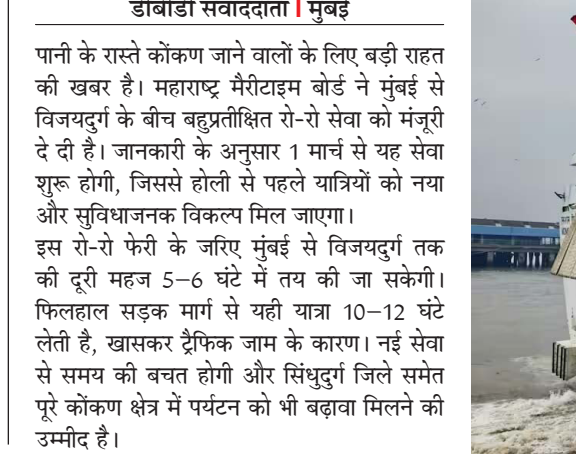 डीबीडी संवाददाता | मुंबई
पानी के रास्ते कोंकण जाने वालों के लिए बड़ी राहत
की खबर है। महाराष्ट्र मैरीटाइम बोर्ड ने मुंबई से
विजयदुर्ग के बीच बहुप्रतीक्षित रो-रो सेवा को मंजूरी
दे दी है। जानकारी के अनुसार 1 मार्च से यह सेवा
शुरू होगी, जिससे होली से पहले यात्रियों को नया
और सुविधाजनक विकल्प मिल जाएगा।
इस रो-रो फेरी के जरिए मुंबई से विजयदुर्ग तक
की दूरी महज 5–6 घंटे में तय की जा सकेगी।
फिलहाल सड़क मार्ग से यही यात्रा 10–12 घंटे
लेती है, खासकर ट्रैफिक जाम के कारण। नई सेवा
से समय की बचत होगी और सिंधुदुर्ग जिले समेत
पूरे कोंकण क्षेत्र में पर्यटन को भी बढ़ावा मिलने की
उम्मीद है।